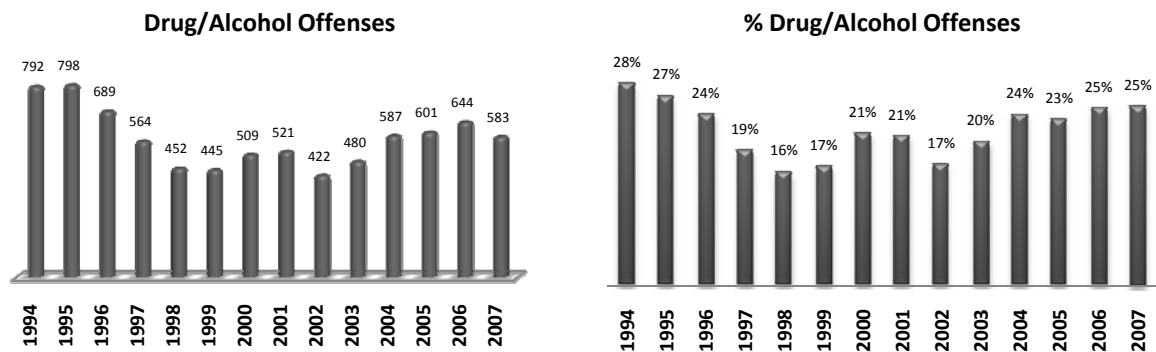 Drug/Alcohol Offenses
792 798 689 564 452 445 509 521 422 480 587 601 644 583
1994 1995 1996 1997 1998 1999 2000 2001 2002 2003 2004 2005 2006 2007
% Drug/Alcohol Offenses
28% 27% 24% 19% 16% 17% 21% 21% 17% 20% 24% 23% 25% 25%
1994 1995 1996 1997 1998 1999 2000 2001 2002 2003 2004 2005 2006 2007